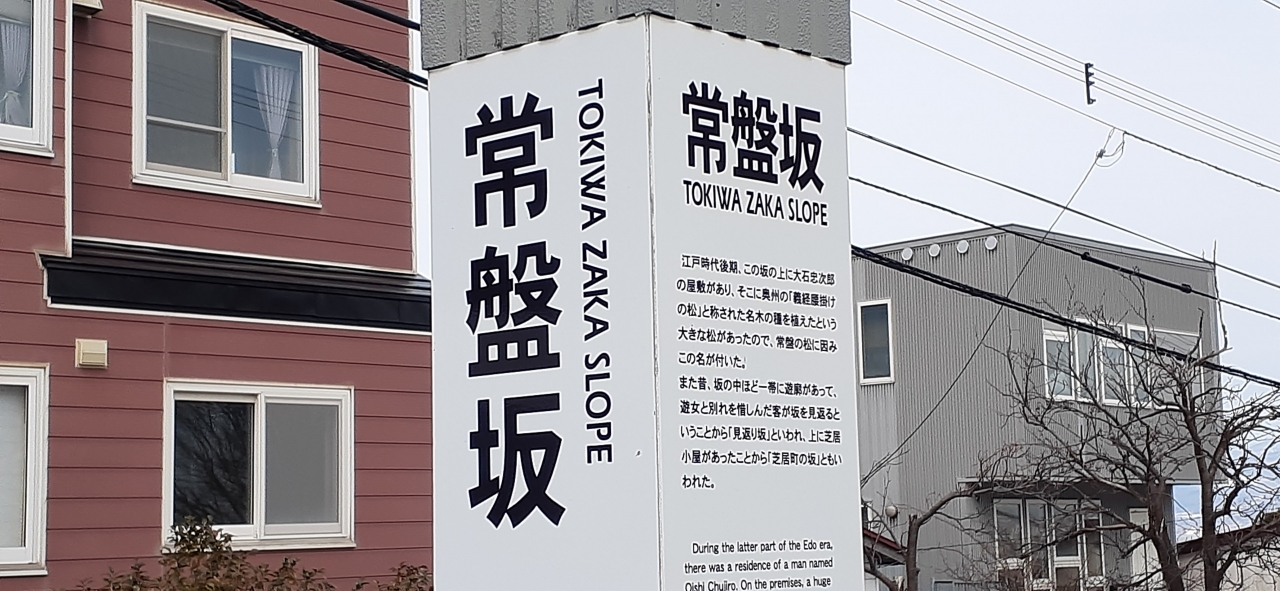 常盤坂
TOKIWA ZAKA SLOPE
常盤坂
TOKIWA ZAKA SLOPE
江戸時代後期、この坂の上に大石忠次郎
の屋敷があり、そこに奥州の「義経腰掛け
の松」と称された名木の種を植えたという
大きな松があったので、常盤の松に因み
この名が付いた。
また昔、坂の中ほど一帯に遊廓があって、
遊女と別れを惜しんだ客が坂を見返ると
いうことから「見返り坂」といわれ、上に芝居
小屋があったことから「芝居町の坂」ともい
われた。
During the latter part of the Edo era,
there was a residence of a man named
Oishi Chujiro. On the premises, a huge